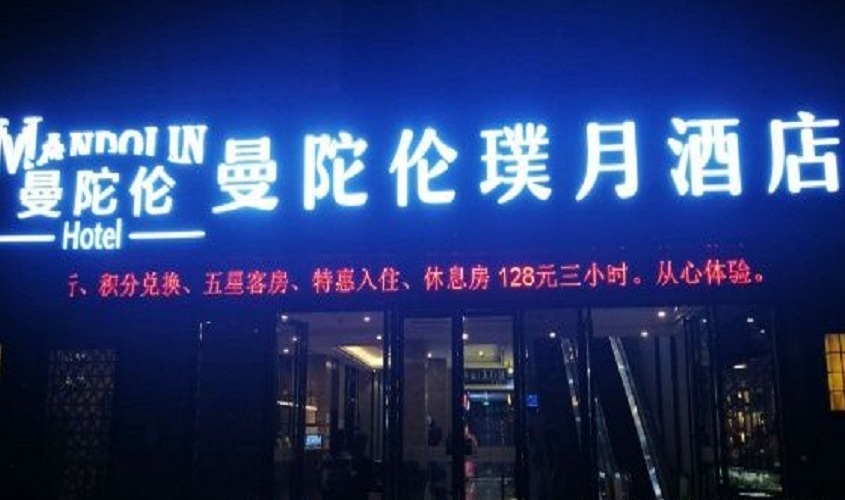 MANDOLIN
曼陀伦
Hotel
曼陀伦璞月酒店
、积分兑换、五星客房、特惠入住、休息房 128元三小时。从心体验。